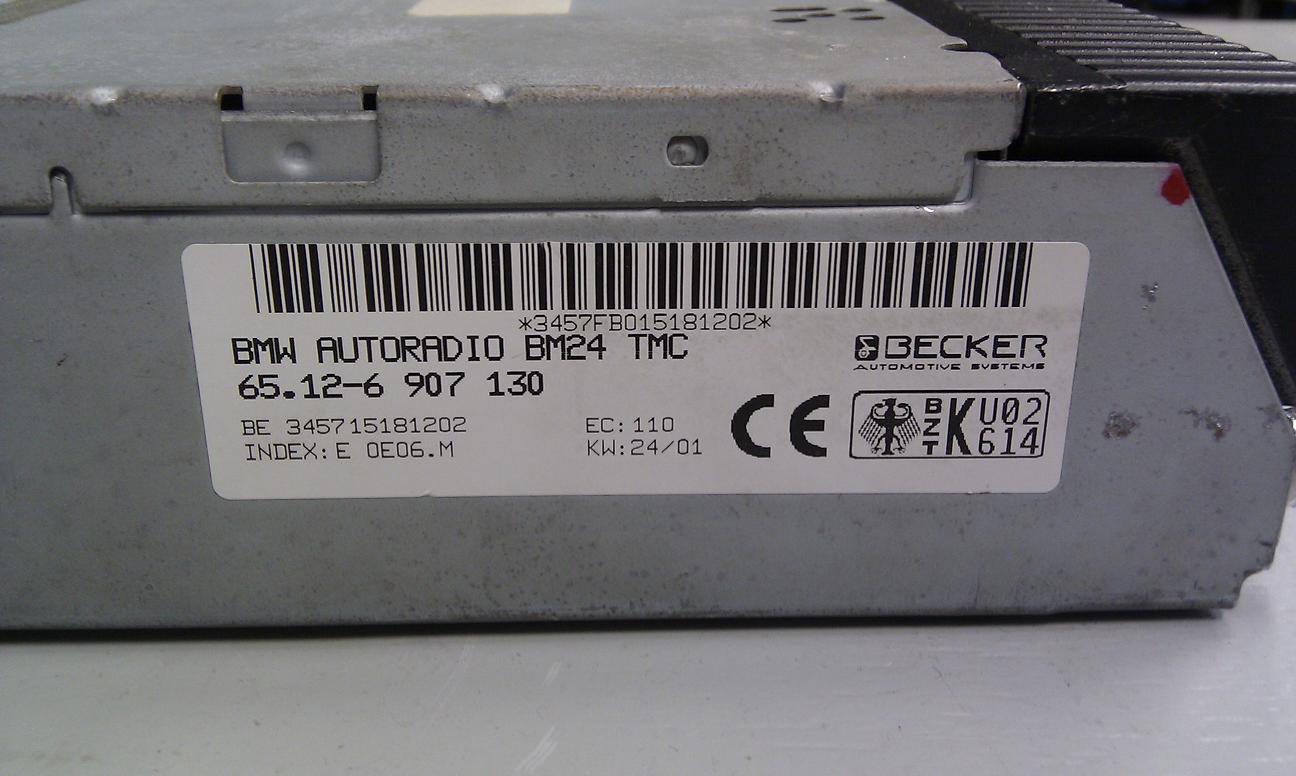 *3457FB015181202*
BMW AUTORADIO BM24 TMC
65.12-6 907 130
BE 345715181202
INDEX: E 0E06.M
EC: 110
KW:24/01
BECKER
AUTOMOTIVE SYSTEMS
CE
BZT K U02 614